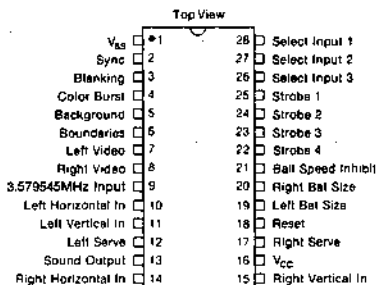 Top View
VSS 1 28 Select Input 1
Sync 2 27 Select Input 2
Blanking 3 26 Select Input 3
Color Burst 4 25 Strobe 1
Background 5 24 Strobe 2
Boundaries 6 23 Strobe 3
Left Video 7 22 Strobe 4
Right Video 8 21 Ball Speed Inhibit
3.579545MHz Input 9 20 Right Bat Size
Left Horizontal In 10 19 Left Bat Size
Left Vertical In 11 18 Reset
Left Serve 12 17 Right Serve
Sound Output 13 16 VCC
Right Horizontal In 14 15 Right Vertical In